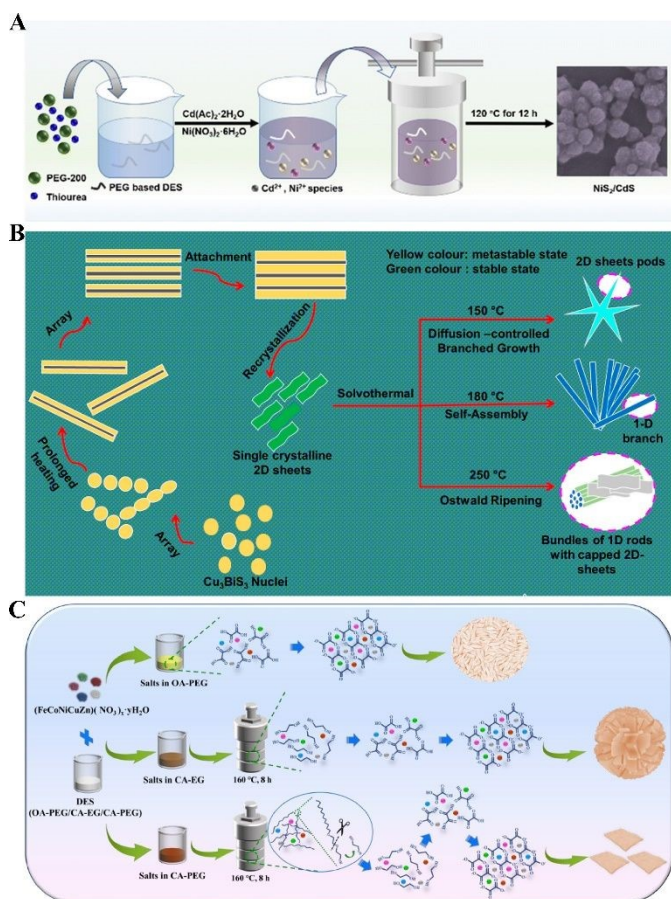 A
PEG-200
Thiourea
PEG based DES
Cd(Ac)₂·2H₂O
Ni(NO₃)₂·6H₂O
Cd²⁺, Ni²⁺ species
120 °C for 12 h
NiS₂/CdS
B
Attachment
Array
Prolonged
heating
Array
Cu₃BiS₃ Nuclei
Recrystallization
Single crystalline
2D sheets
Solvothermal
Yellow colour: metastable state
Green colour : stable state
150 °C
Diffusion –controlled
Branched Growth
2D sheets pods
180 °C
Self-Assembly
1-D
branch
250 °C
Ostwald Ripening
Bundles of 1D rods
with capped 2D-
sheets
C
(FeCoNiCuZn)( NO₃)ₓ·yH₂O
DES
(OA-PEG/CA-EG/CA-PEG)
Salts in OA-PEG
Salts in CA-EG
160 °C, 8 h
Salts in CA-PEG
160 °C, 8 h